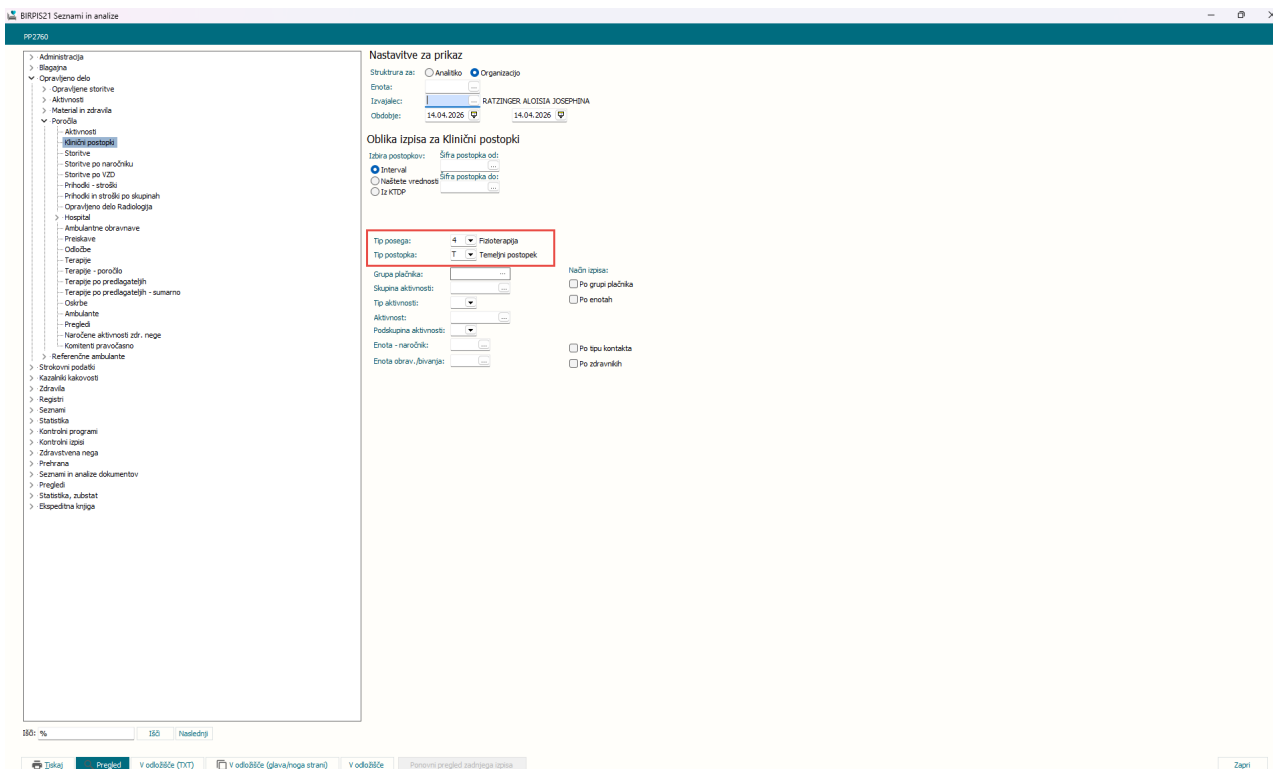 BIRPIS21 Seznami in analize
PP2760
Administracija
Blagajna
Opravljeno delo
Opravljene storitve
Aktivnosti
Material in zdravila
Poročila
Aktivnosti
Klinični postopki
Storitve
Storitve po naročniku
Storitve po VZD
Prihodki - stroški
Prihodki in stroški po skupinah
Opravljeno delo Radiologija
Hospital
Ambulantne obravnave
Preiskave
Odločbe
Terapije
Terapije - poročilo
Terapije po predlagateljih
Terapije po predlagateljih - sumarno
Oskrbe
Ambulante
Pregledi
Naročene aktivnosti zdr. nege
Komitenti pravočasno
Referenčne ambulante
Strokovni podatki
Kazalniki kakovosti
Zdravila
Registri
Seznami
Statistika
Kontrolni programi
Kontrolni izpisi
Zdravstvena nega
Prehrana
Seznami in analize dokumentov
Pregledi
Statistika, zubstat
Ekspeditna knjiga
Nastavitve za prikaz
Struktura za: Analitiko Organizacijo
Enota: ...
Izvajalec: ... RATZINGER ALOISIA JOSEPHINA
Obdobje: 14.04.2026 14.04.2026
Oblika izpisa za Klinični postopki
Izbira postopkov: Šifra postopka od:
Interval ...
Naštete vrednosti Šifra postopka do:
Iz KTDP ...
Tip posega: 4 Fizioterapija
Tip postopka: T Temeljni postopek
Grupa plačnika: ... Način izpisa:
Skupina aktivnosti: ... Po grupi plačnika
Tip aktivnosti: Po enotah
Aktivnost: ...
Podskupina aktivnosti:
Enota - naročnik: ... Po tipu kontakta
Enota obrav./bivanja: ... Po zdravnikih
Išči: % Išči Naslednji
Tiskaj Pregled V odložišče (TXT) V odložišče (glava/noga strani) V odložišče Ponovni pregled zadnjega izpisa Zapri